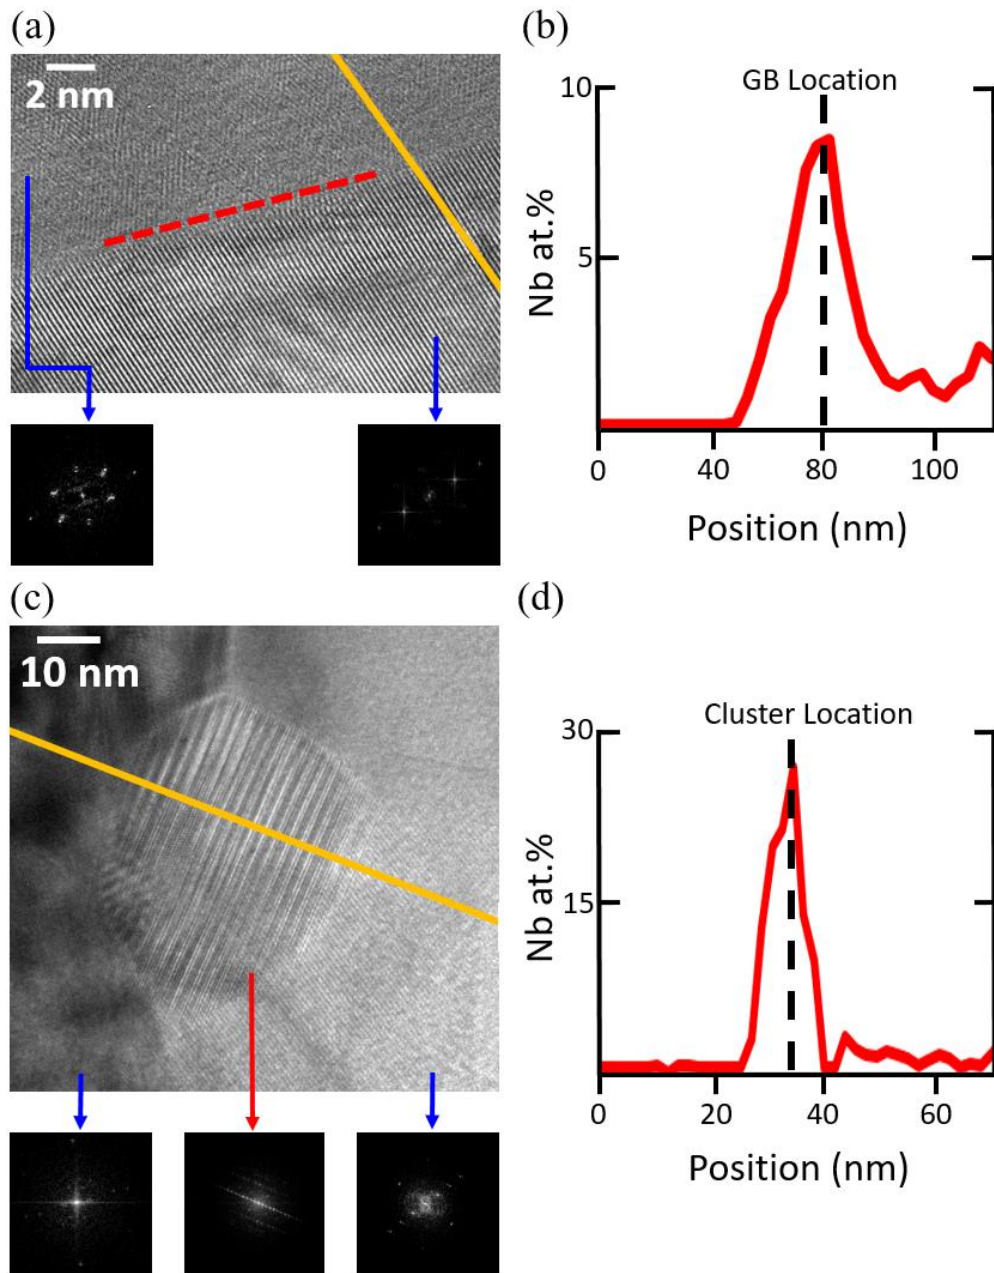 (a)
2 nm
(b)
GB Location
10
5
Nb at.%
0
40
80
100
Position (nm)
(c)
10 nm
(d)
Cluster Location
30
15
Nb at.%
0
20
40
60
Position (nm)